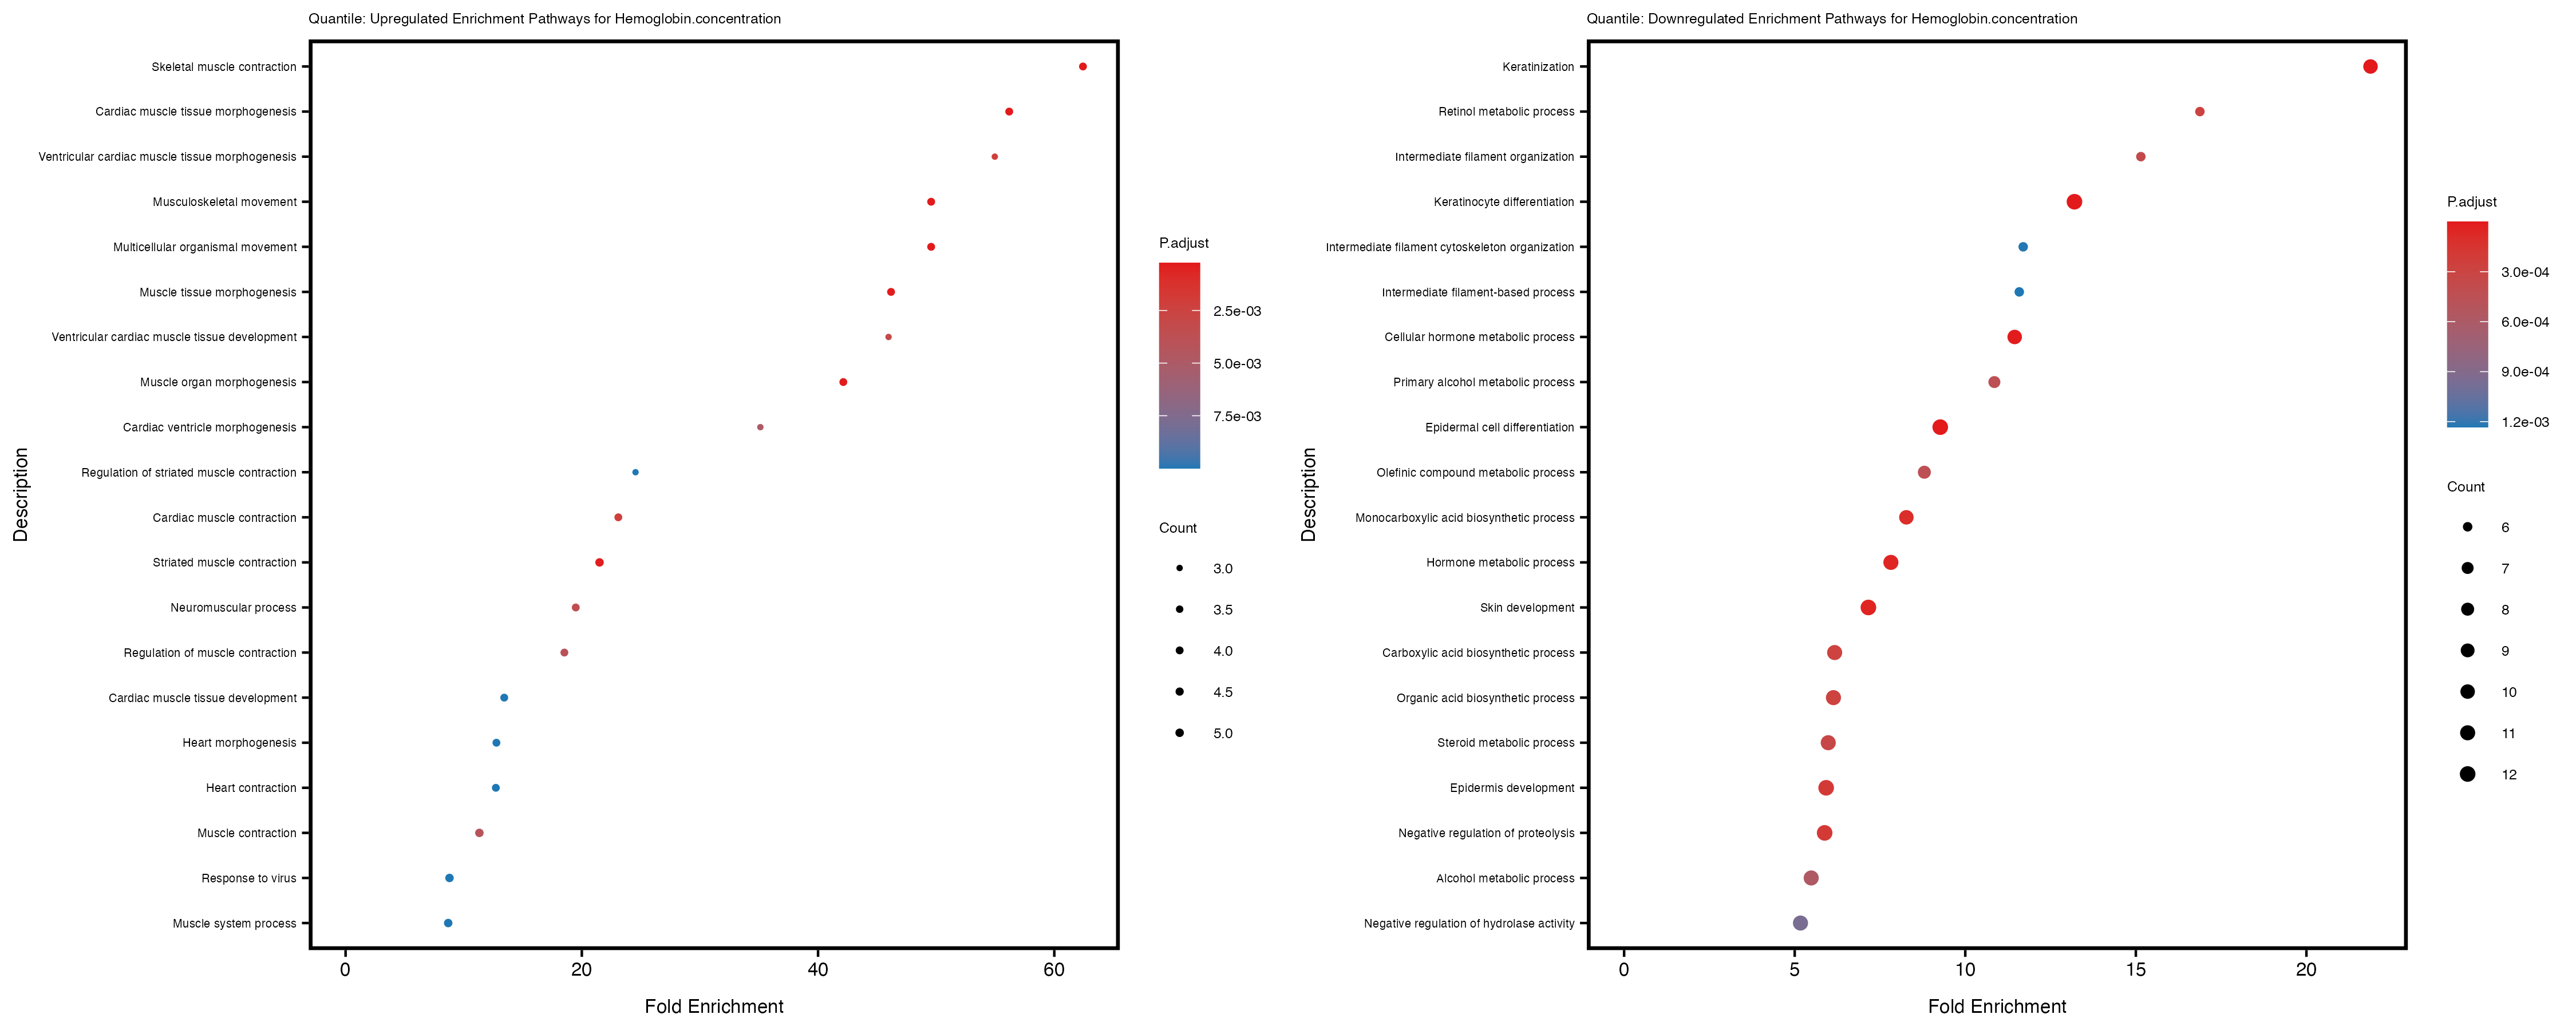 Quantile: Upregulated Enrichment Pathways for Hemoglobin.concentration
Description
Skeletal muscle contraction
Cardiac muscle tissue morphogenesis
Ventricular cardiac muscle tissue morphogenesis
Musculoskeletal movement
Multicellular organismal movement
Muscle tissue morphogenesis
Ventricular cardiac muscle tissue development
Muscle organ morphogenesis
Cardiac ventricle morphogenesis
Regulation of striated muscle contraction
Cardiac muscle contraction
Striated muscle contraction
Neuromuscular process
Regulation of muscle contraction
Cardiac muscle tissue development
Heart morphogenesis
Heart contraction
Muscle contraction
Response to virus
Muscle system process
0 20 40 60
Fold Enrichment
P.adjust
2.5e-03
5.0e-03
7.5e-03
Count
3.0
3.5
4.0
4.5
5.0
Quantile: Downregulated Enrichment Pathways for Hemoglobin.concentration
Description
Keratinization
Retinol metabolic process
Intermediate filament organization
Keratinocyte differentiation
Intermediate filament cytoskeleton organization
Intermediate filament-based process
Cellular hormone metabolic process
Primary alcohol metabolic process
Epidermal cell differentiation
Olefinic compound metabolic process
Monocarboxylic acid biosynthetic process
Hormone metabolic process
Skin development
Carboxylic acid biosynthetic process
Organic acid biosynthetic process
Steroid metabolic process
Epidermis development
Negative regulation of proteolysis
Alcohol metabolic process
Negative regulation of hydrolase activity
0 5 10 15 20
Fold Enrichment
P.adjust
3.0e-04
6.0e-04
9.0e-04
1.2e-03
Count
6
7
8
9
10
11
12